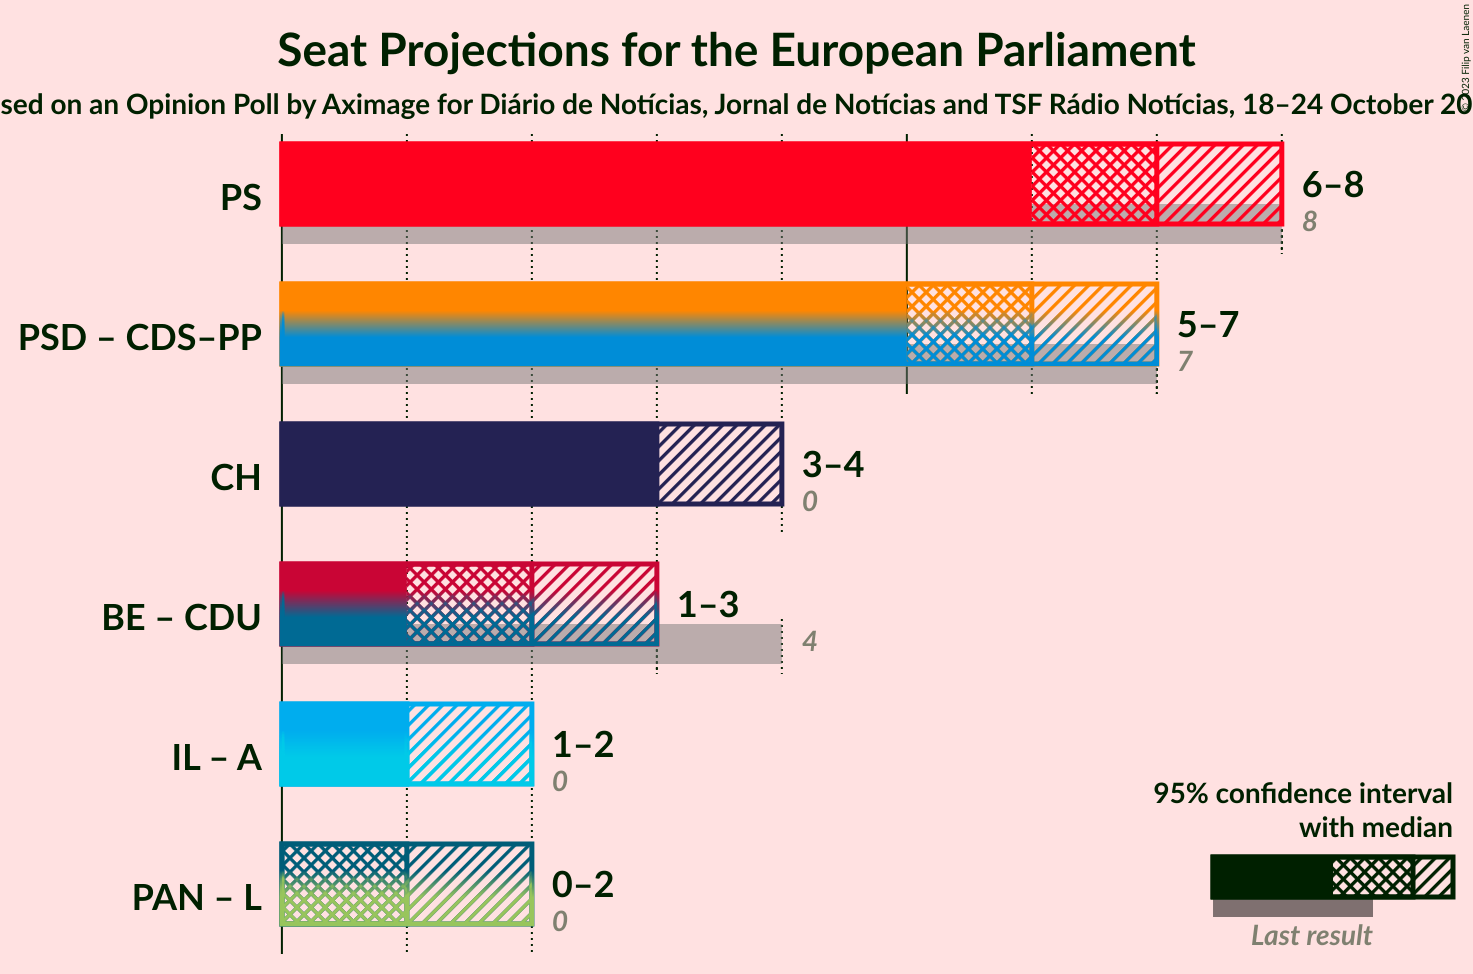 Seat Projections for the European Parliament
sed on an Opinion Poll by Aximage for Diário de Notícias, Jornal de Notícias and TSF Rádio Notícias, 18–24 October 20
© 2023 Filip van Laenen
PS
6–8
8
PSD – CDS–PP
5–7
7
CH
3–4
0
BE – CDU
1–3
4
IL – A
1–2
0
PAN – L
0–2
0
95% confidence interval
with median
Last result